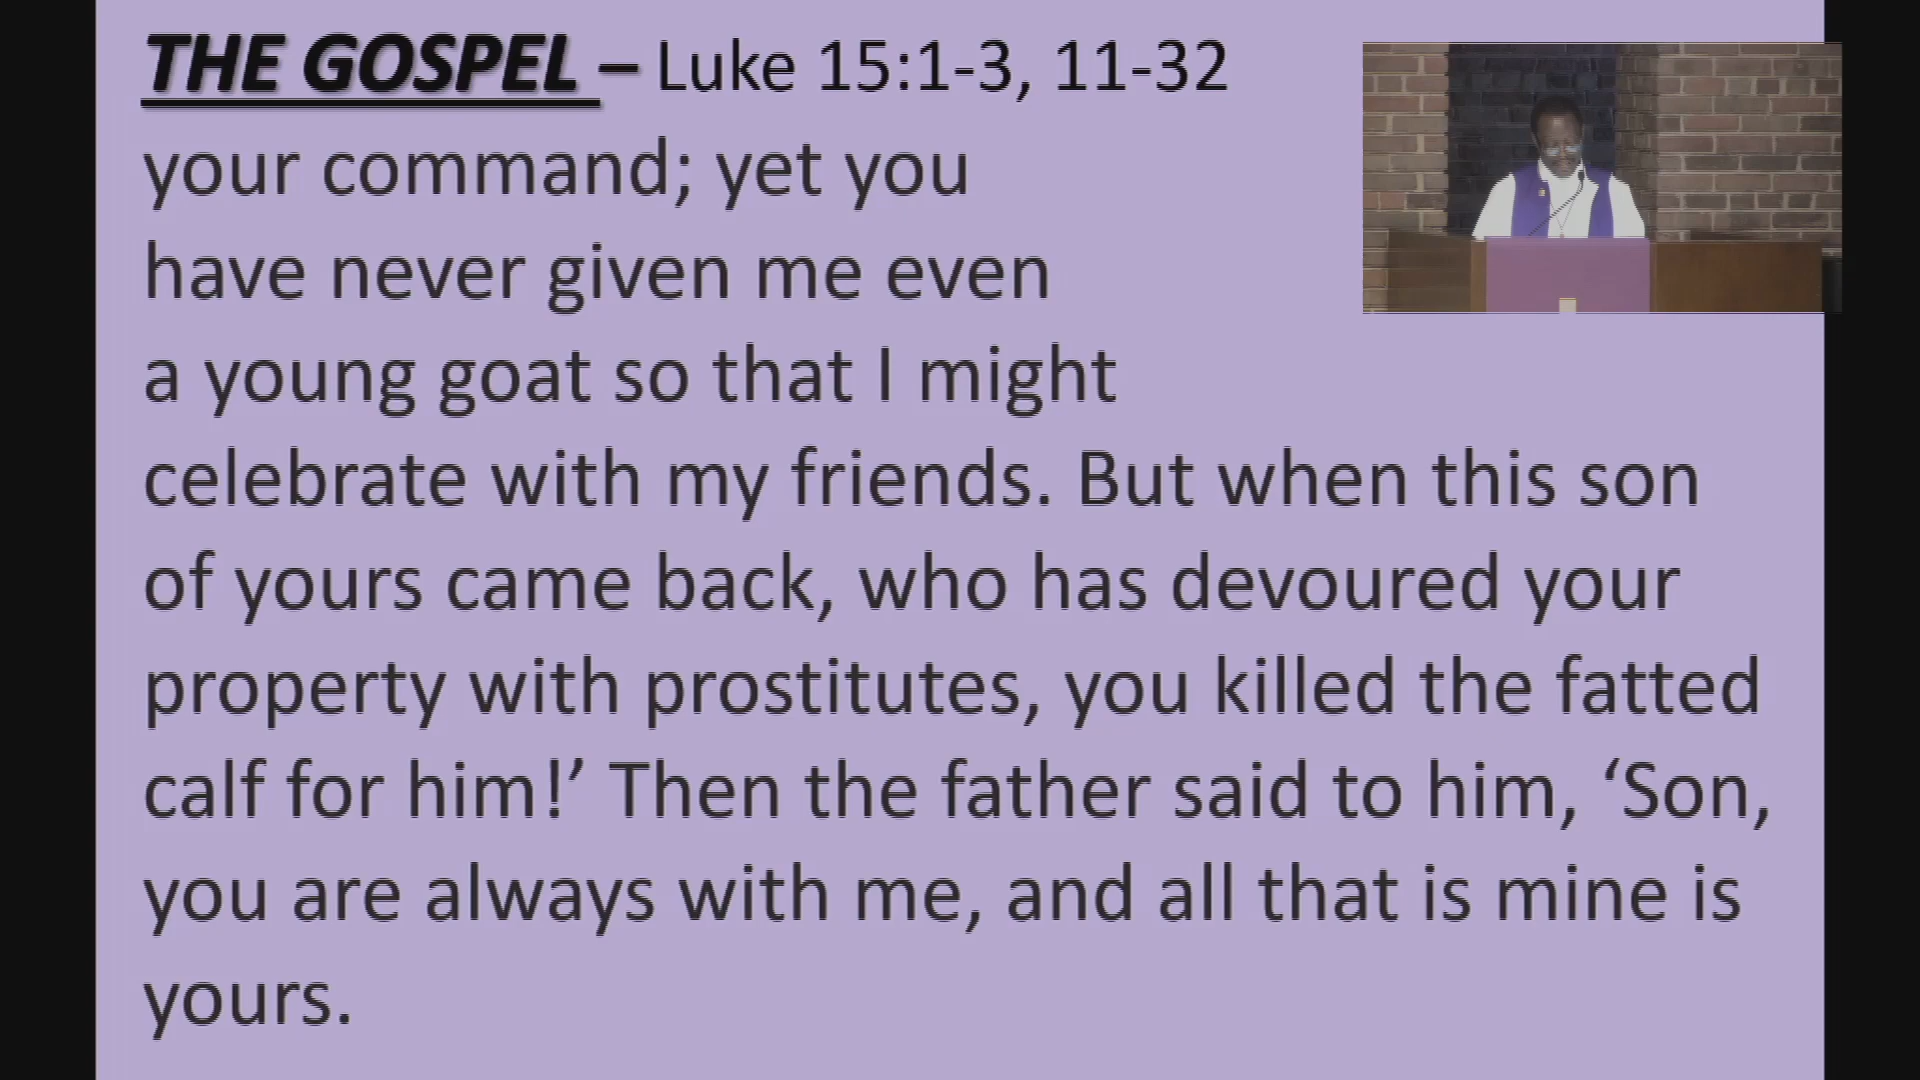 THE GOSPEL – Luke 15:1-3, 11-32
your command; yet you
have never given me even
a young goat so that I might
celebrate with my friends. But when this son
of yours came back, who has devoured your
property with prostitutes, you killed the fatted
calf for him!’ Then the father said to him, ‘Son,
you are always with me, and all that is mine is
yours.